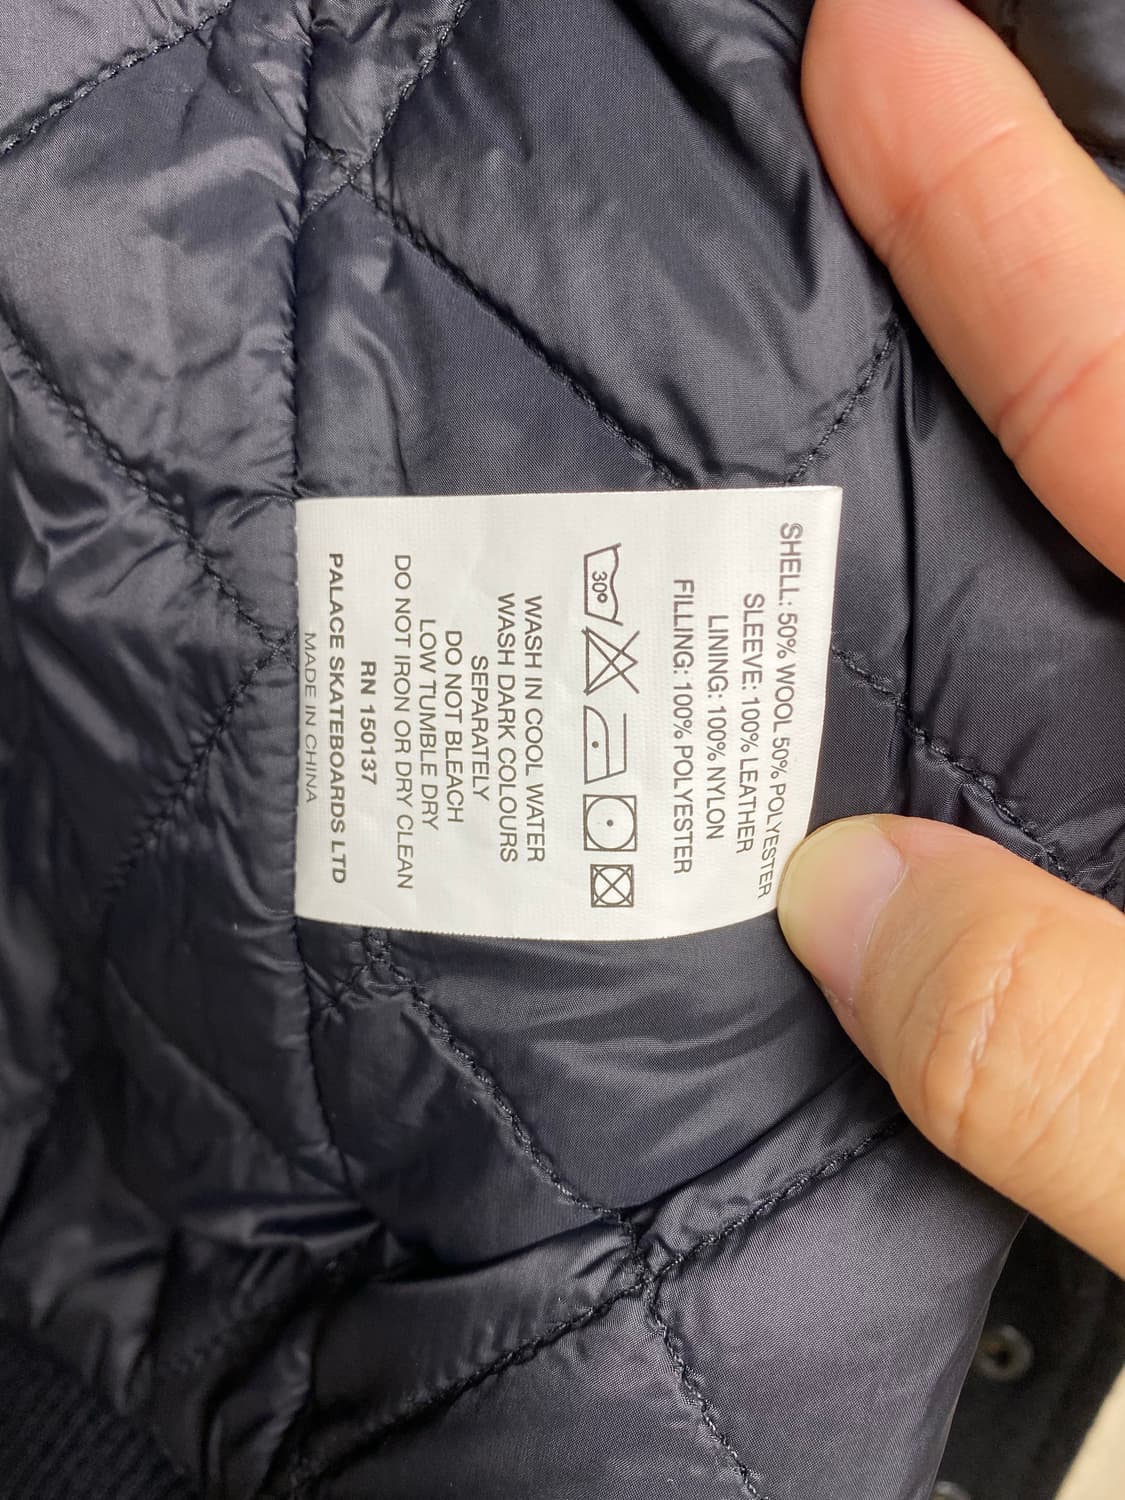 SHELL: 50% WOOL 50% POLYESTER
SLEEVE: 100% LEATHER
LINING: 100% NYLON
FILLING: 100% POLYESTER
30°
WASH IN COOL WATER
WASH DARK COLOURS
SEPARATELY
DO NOT BLEACH
LOW TUMBLE DRY
DO NOT IRON OR DRY CLEAN
RN 150137
PALACE SKATEBOARDS LTD
MADE IN CHINA